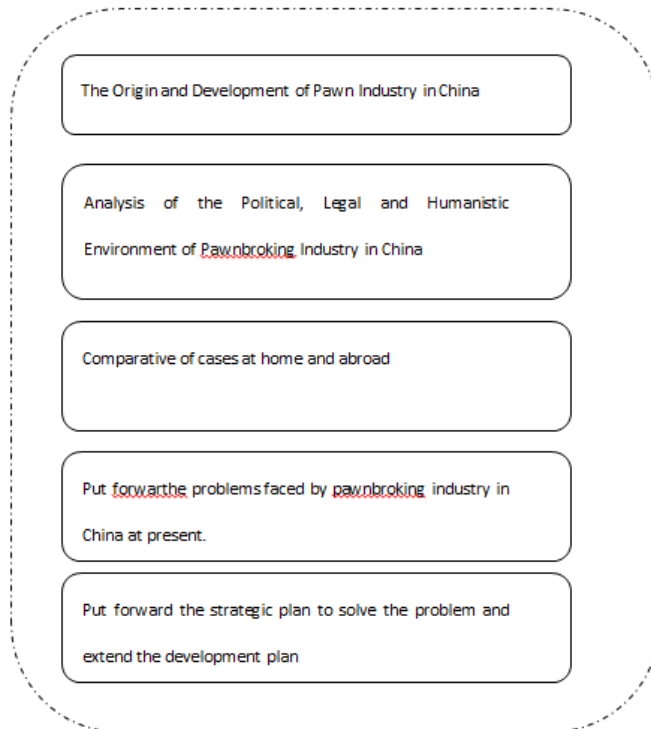 The Origin and Development of Pawn Industry in China
Analysis of the Political, Legal and Humanistic
Environment of Pawnbroking Industry in China
Comparative of cases at home and abroad
Put forwarthe problems faced by pawnbroking industry in
China at present.
Put forward the strategic plan to solve the problem and
extend the development plan